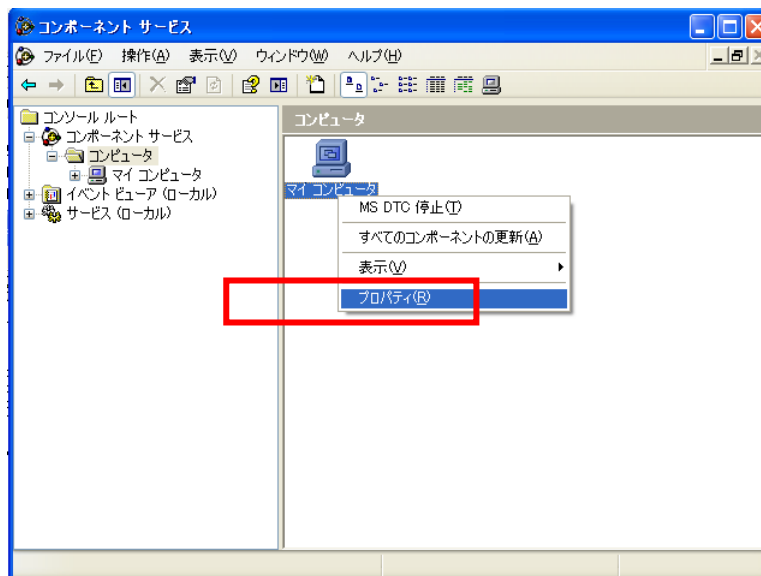 コンポーネント サービス
ファイル(F) 操作(A) 表示(V) ウィンドウ(W) ヘルプ(H)
コンソール ルート
コンポーネント サービス
コンピュータ
マイ コンピュータ
イベント ビューア (ローカル)
サービス (ローカル)
コンピュータ
マイ コンピュータ
MS DTC 停止(T)
すべてのコンポーネントの更新(A)
表示(V)
プロパティ(R)